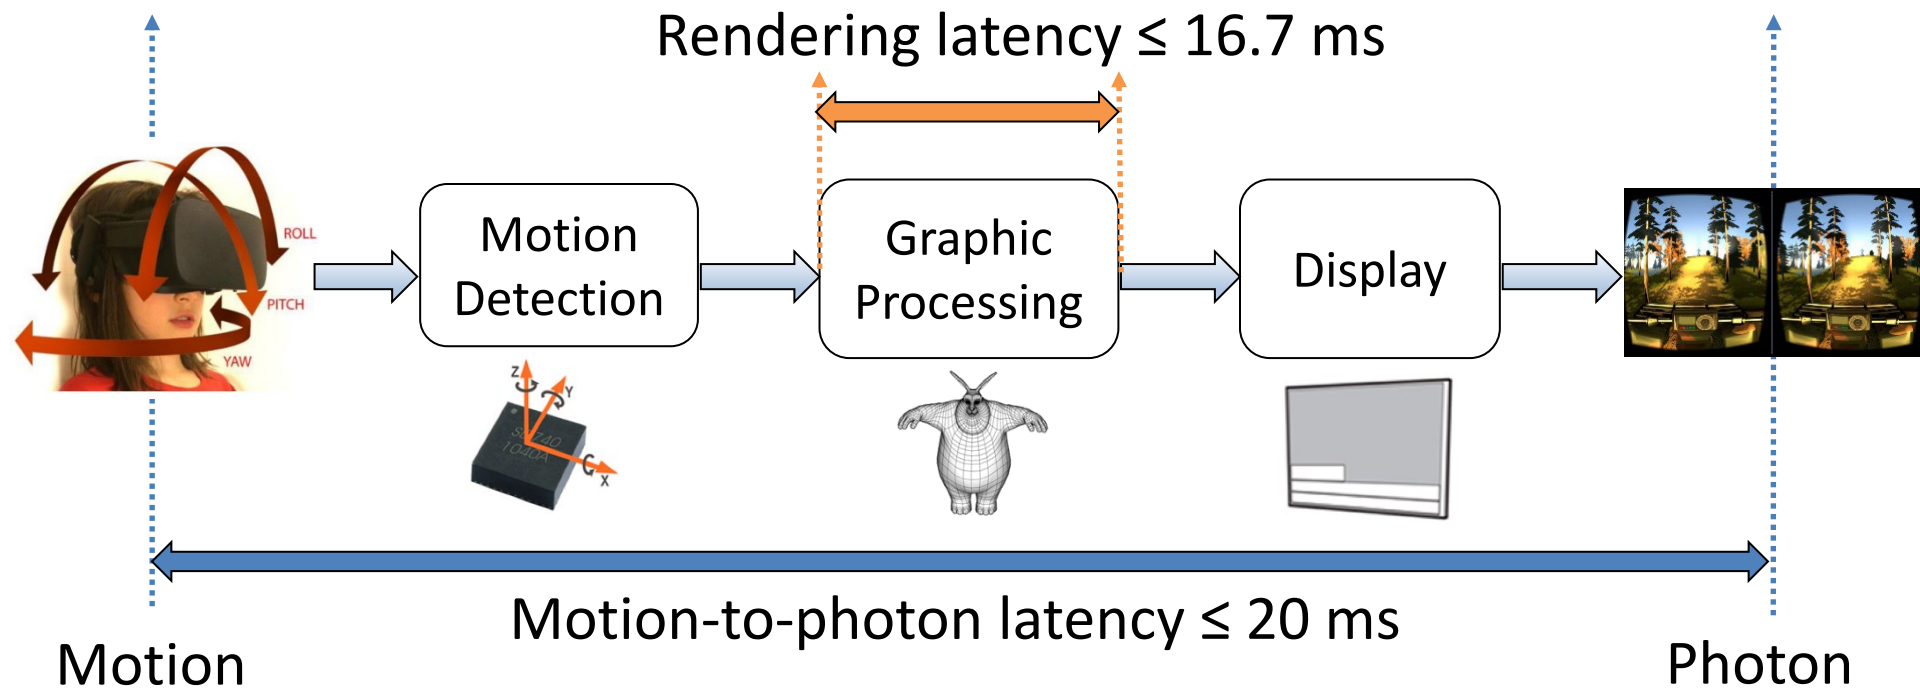 Rendering latency ≤ 16.7 ms
ROLL
PITCH
YAW
Motion
Detection
Graphic
Processing
Display
Z
Y
X
1040A
Motion-to-photon latency ≤ 20 ms
Motion
Photon